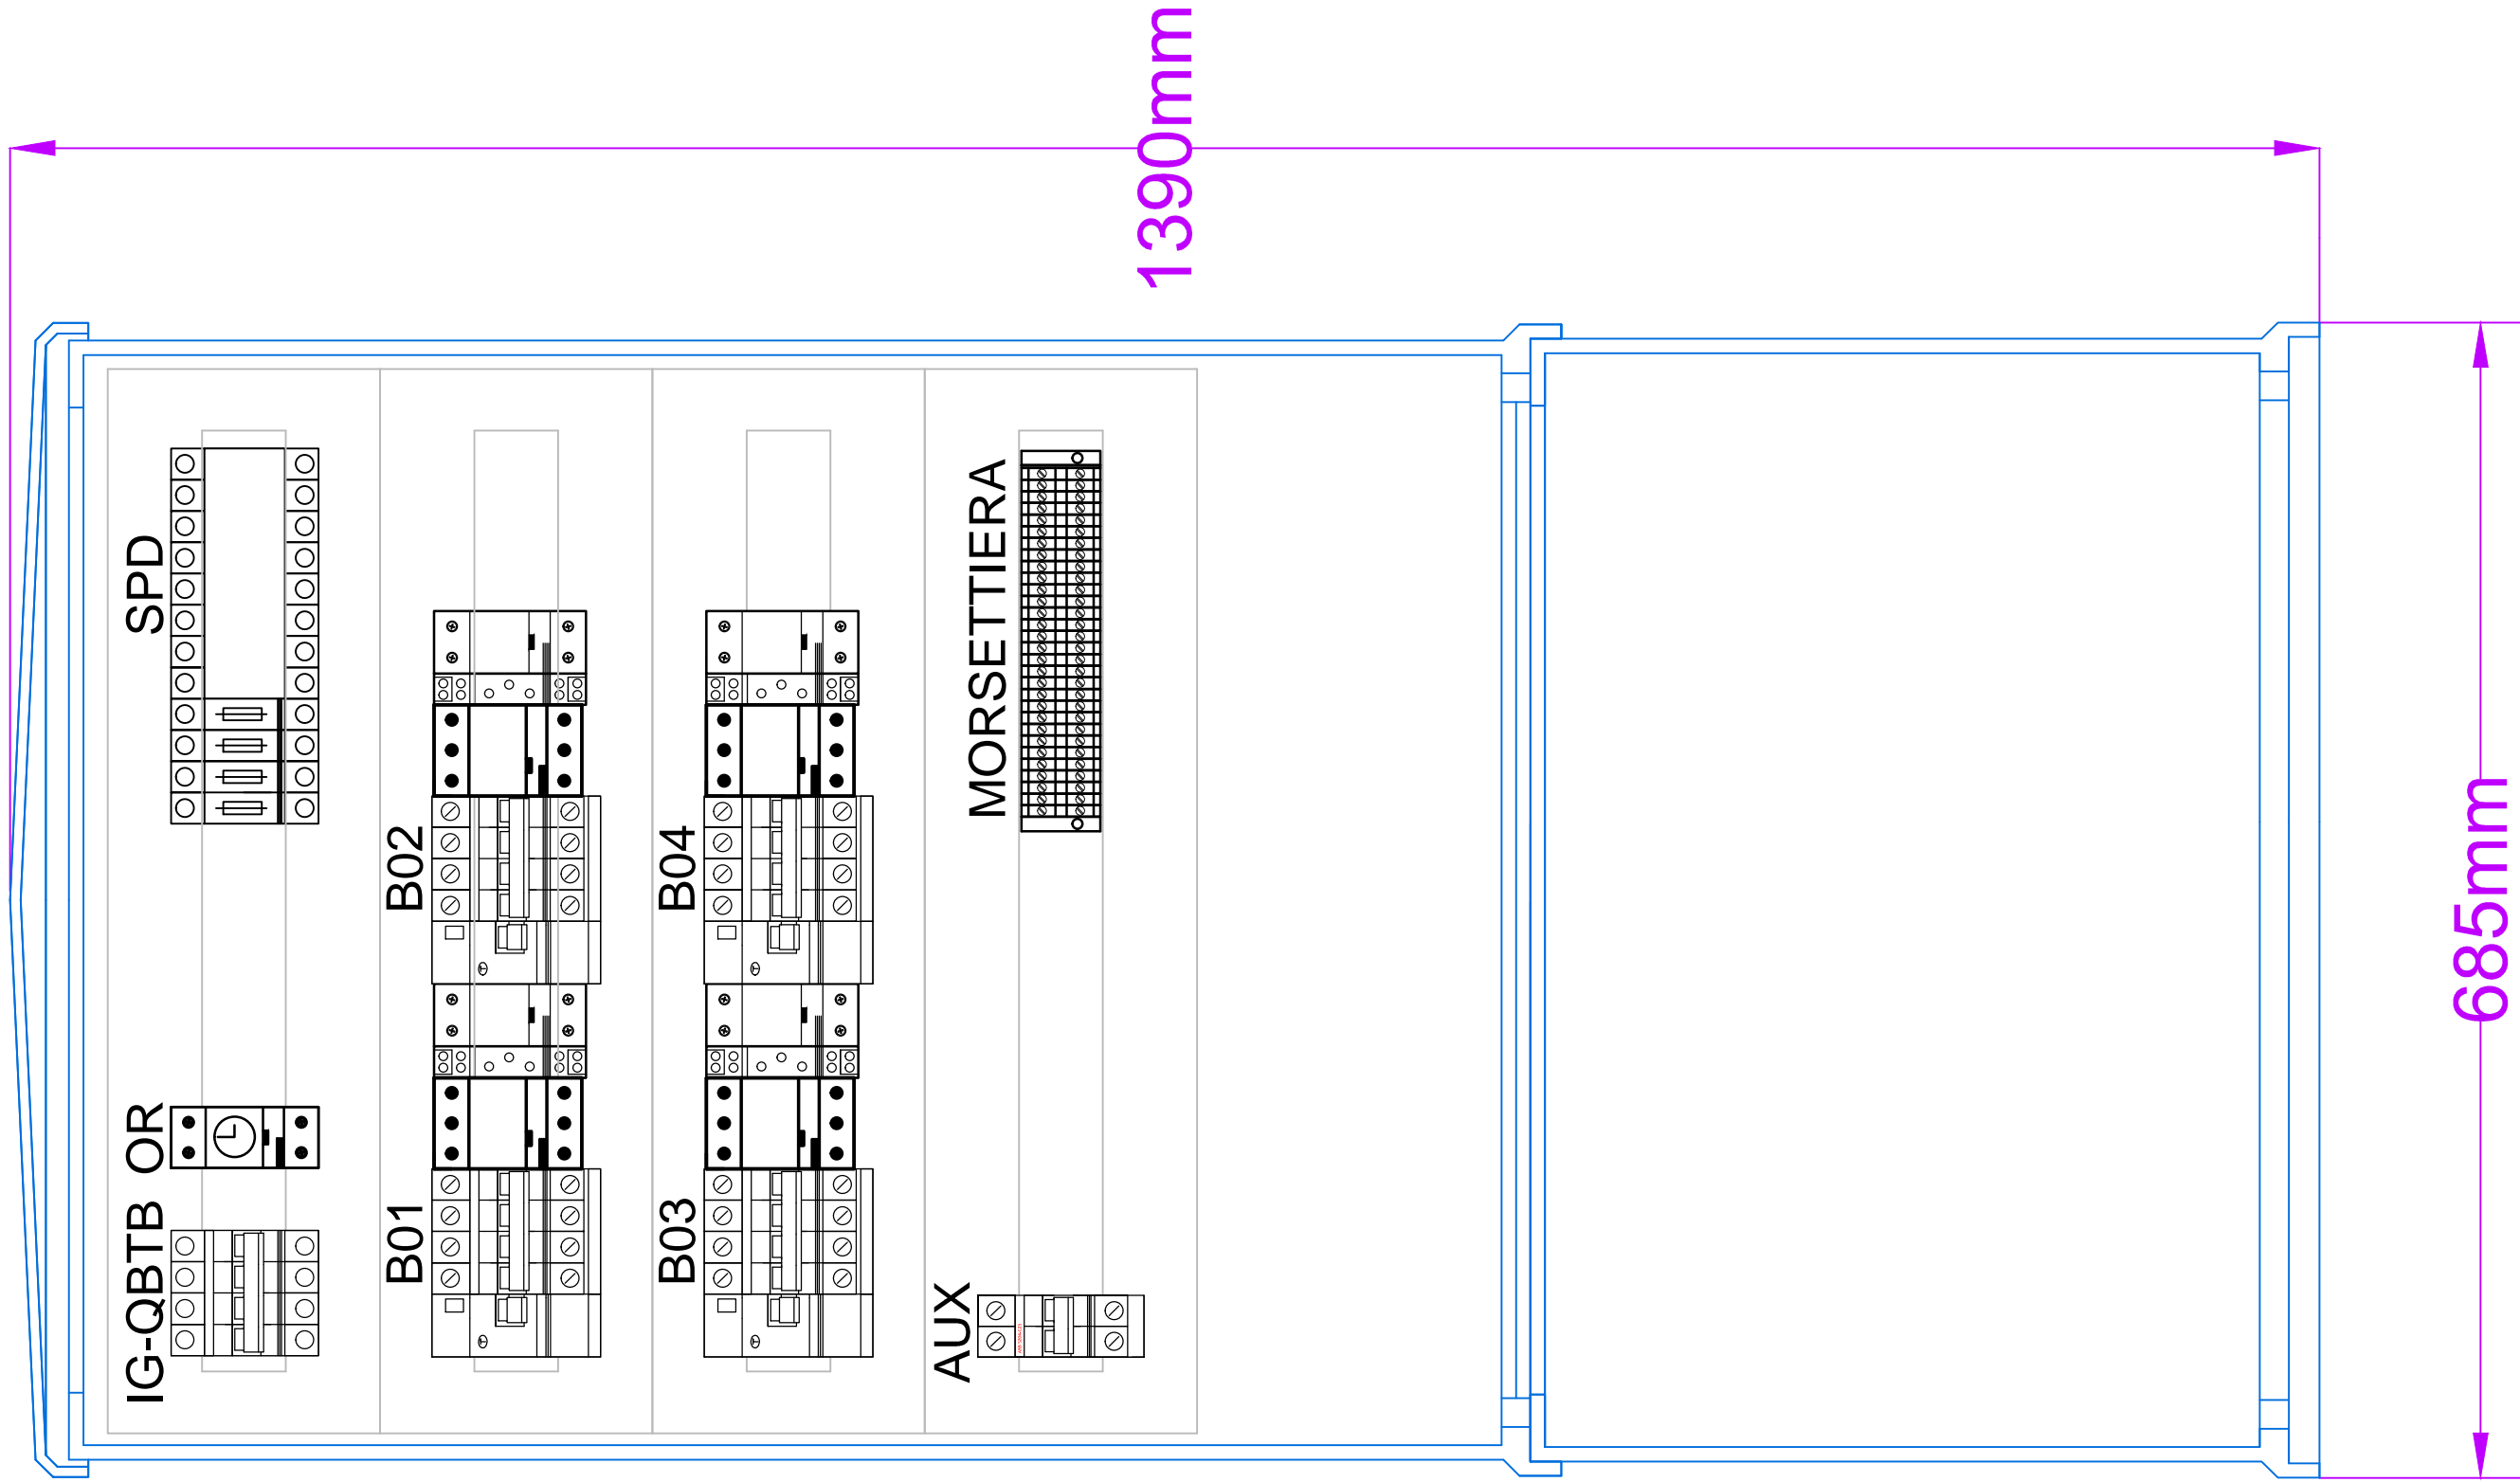 1390mm
IG-QBTB
OR
SPD
B01
B02
B03
B04
AUX
MORSETTIERA
685mm